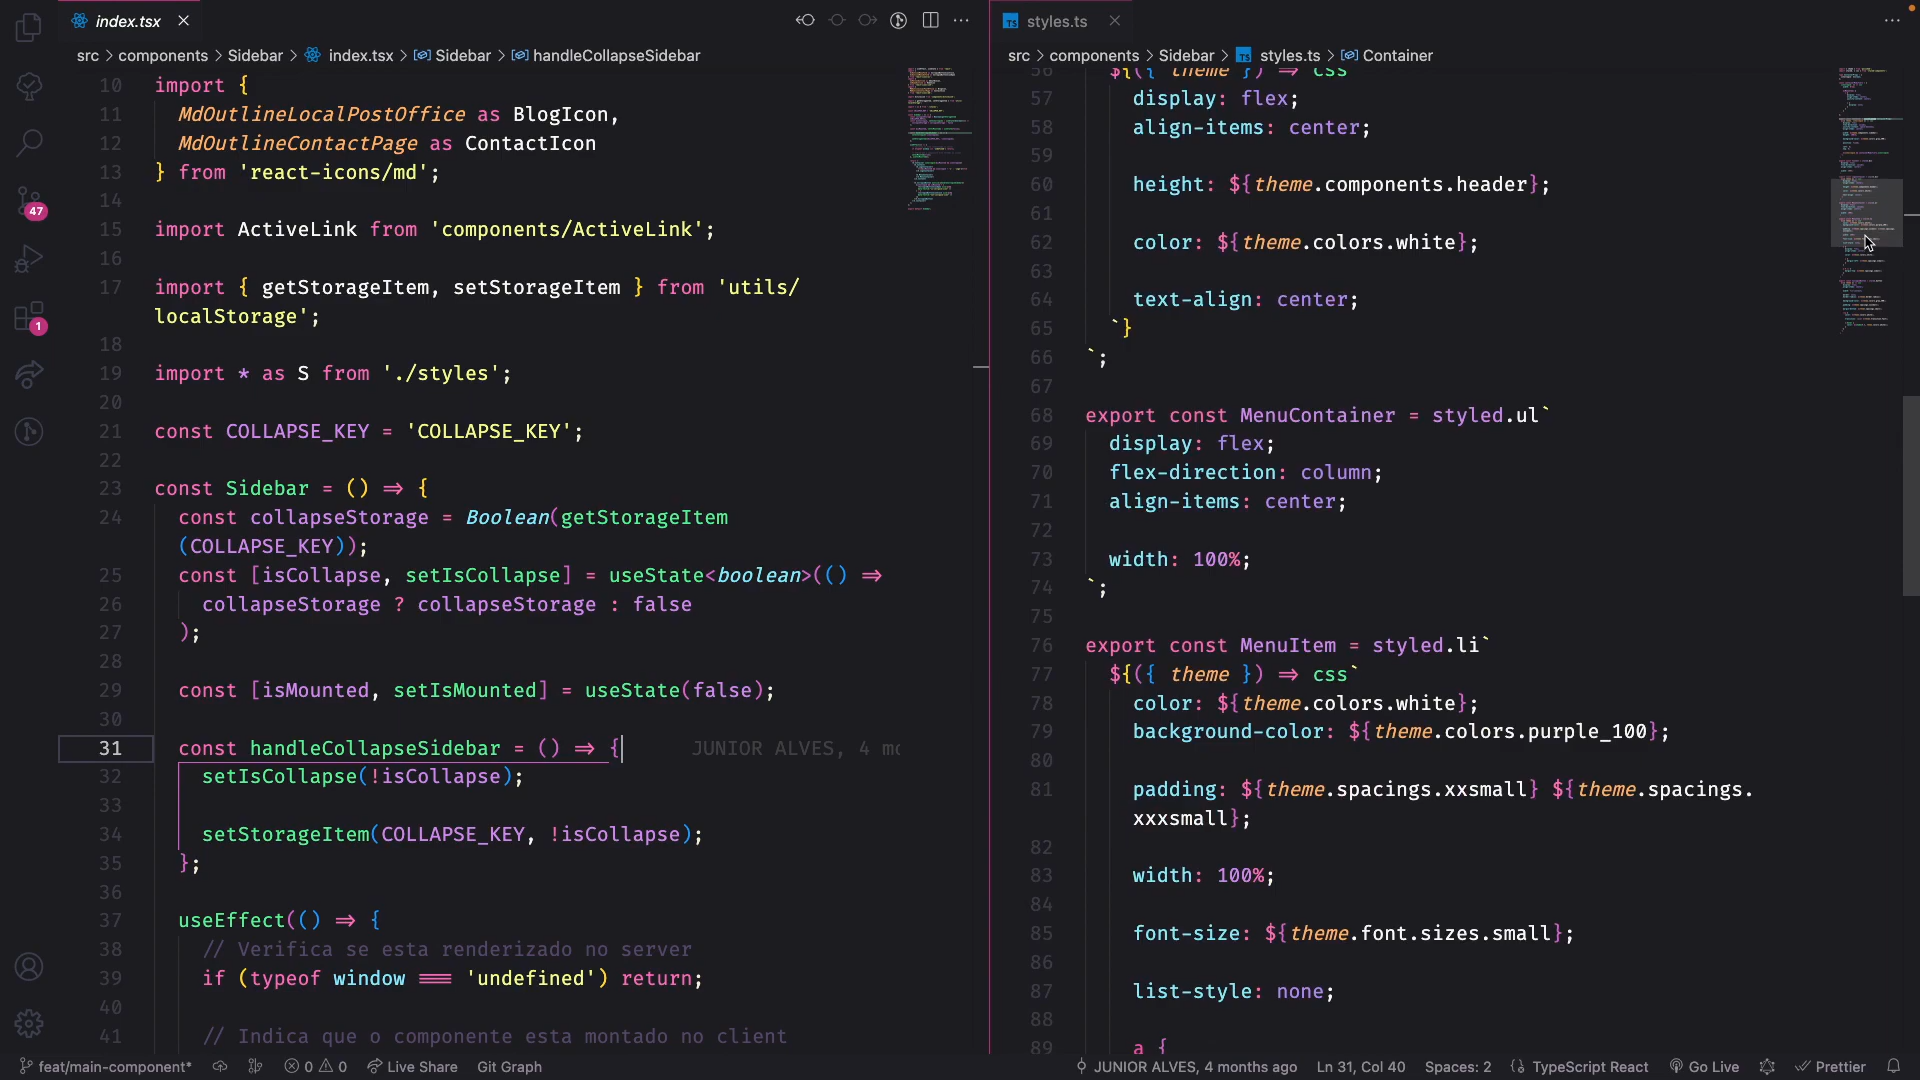 index.tsx
styles.ts
src > components > Sidebar > index.tsx > Sidebar > handleCollapseSidebar
src > components > Sidebar > styles.ts > Container
47
1
10 import {
11 MdOutlineLocalPostOffice as BlogIcon,
12 MdOutlineContactPage as ContactIcon
13 } from 'react-icons/md';
14
15 import ActiveLink from 'components/ActiveLink';
16
17 import { getStorageItem, setStorageItem } from 'utils/
localStorage';
18
19 import * as S from './styles';
20
21 const COLLAPSE_KEY = 'COLLAPSE_KEY';
22
23 const Sidebar = () => {
24 const collapseStorage = Boolean(getStorageItem
(COLLAPSE_KEY));
25 const [isCollapse, setIsCollapse] = useState<boolean>(() =>
26 collapseStorage ? collapseStorage : false
27 );
28
29 const [isMounted, setIsMounted] = useState(false);
30
31 const handleCollapseSidebar = () => { JUNIOR ALVES, 4 mo
32 setIsCollapse(!isCollapse);
33
34 setStorageItem(COLLAPSE_KEY, !isCollapse);
35 };
36
37 useEffect(() => {
38 // Verifica se esta renderizado no server
39 if (typeof window === 'undefined') return;
40
41 // Indica que o componente esta montado no client
56 ${({ theme }) => css`
57 display: flex;
58 align-items: center;
59
60 height: ${theme.components.header};
61
62 color: ${theme.colors.white};
63
64 text-align: center;
65 `}
66 `;
67
68 export const MenuContainer = styled.ul`
69 display: flex;
70 flex-direction: column;
71 align-items: center;
72
73 width: 100%;
74 `;
75
76 export const MenuItem = styled.li`
77 ${({ theme }) => css`
78 color: ${theme.colors.white};
79 background-color: ${theme.colors.purple_100};
80
81 padding: ${theme.spacings.xxsmall} ${theme.spacings.
xxxsmall};
82
83 width: 100%;
84
85 font-size: ${theme.font.sizes.small};
86
87 list-style: none;
88
89 a {
feat/main-component* 0 0 Live Share Git Graph JUNIOR ALVES, 4 months ago Ln 31, Col 40 Spaces: 2 {} TypeScript React Go Live Prettier